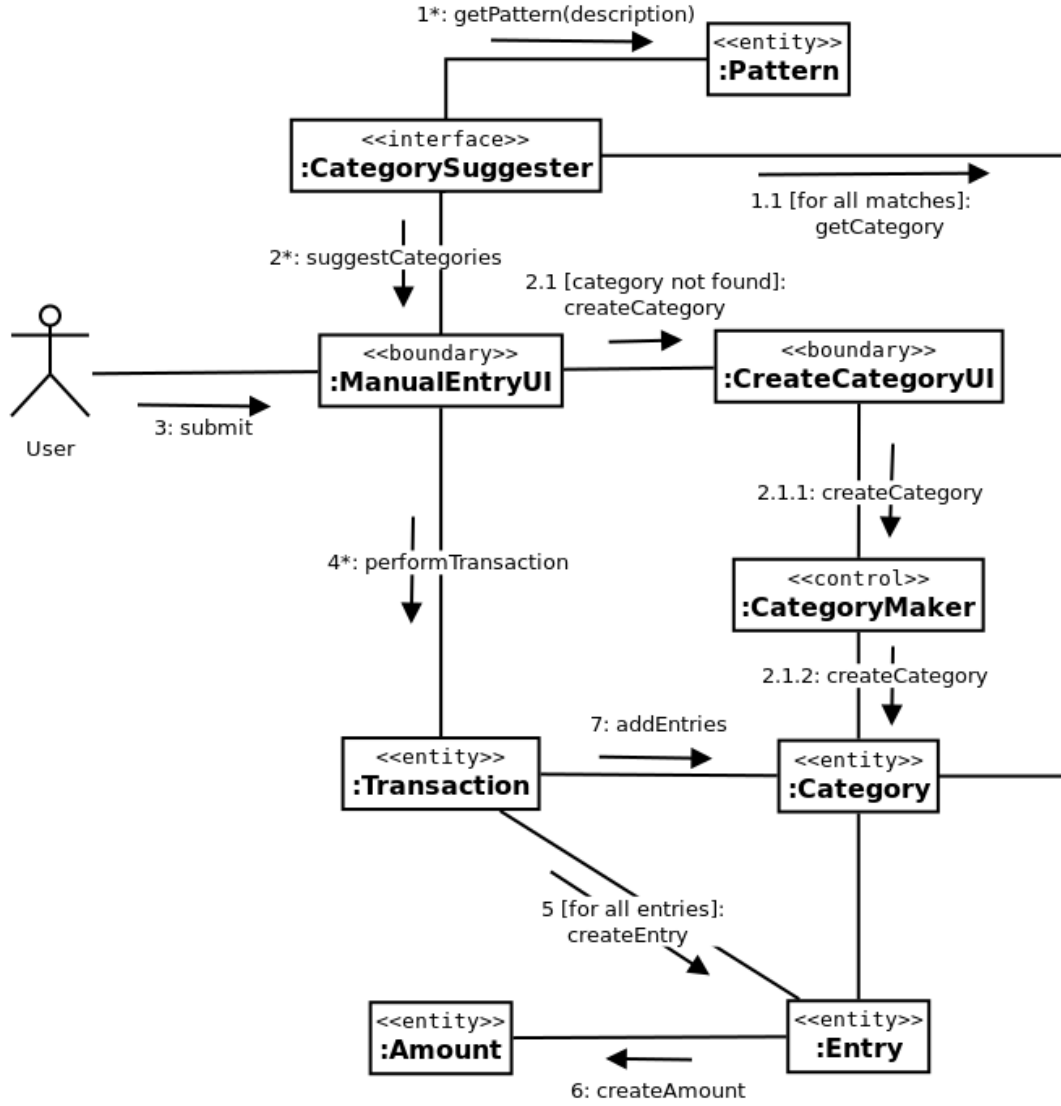 1*: getPattern(description)
<<entity>>
:Pattern
<<interface>>
:CategorySuggester
1.1 [for all matches]:
getCategory
2*: suggestCategories
2.1 [category not found]:
createCategory
<<boundary>>
:ManualEntryUI
<<boundary>>
:CreateCategoryUI
3: submit
User
2.1.1: createCategory
4*: performTransaction
<<control>>
:CategoryMaker
2.1.2: createCategory
7: addEntries
<<entity>>
:Transaction
<<entity>>
:Category
5 [for all entries]:
createEntry
<<entity>>
:Amount
<<entity>>
:Entry
6: createAmount